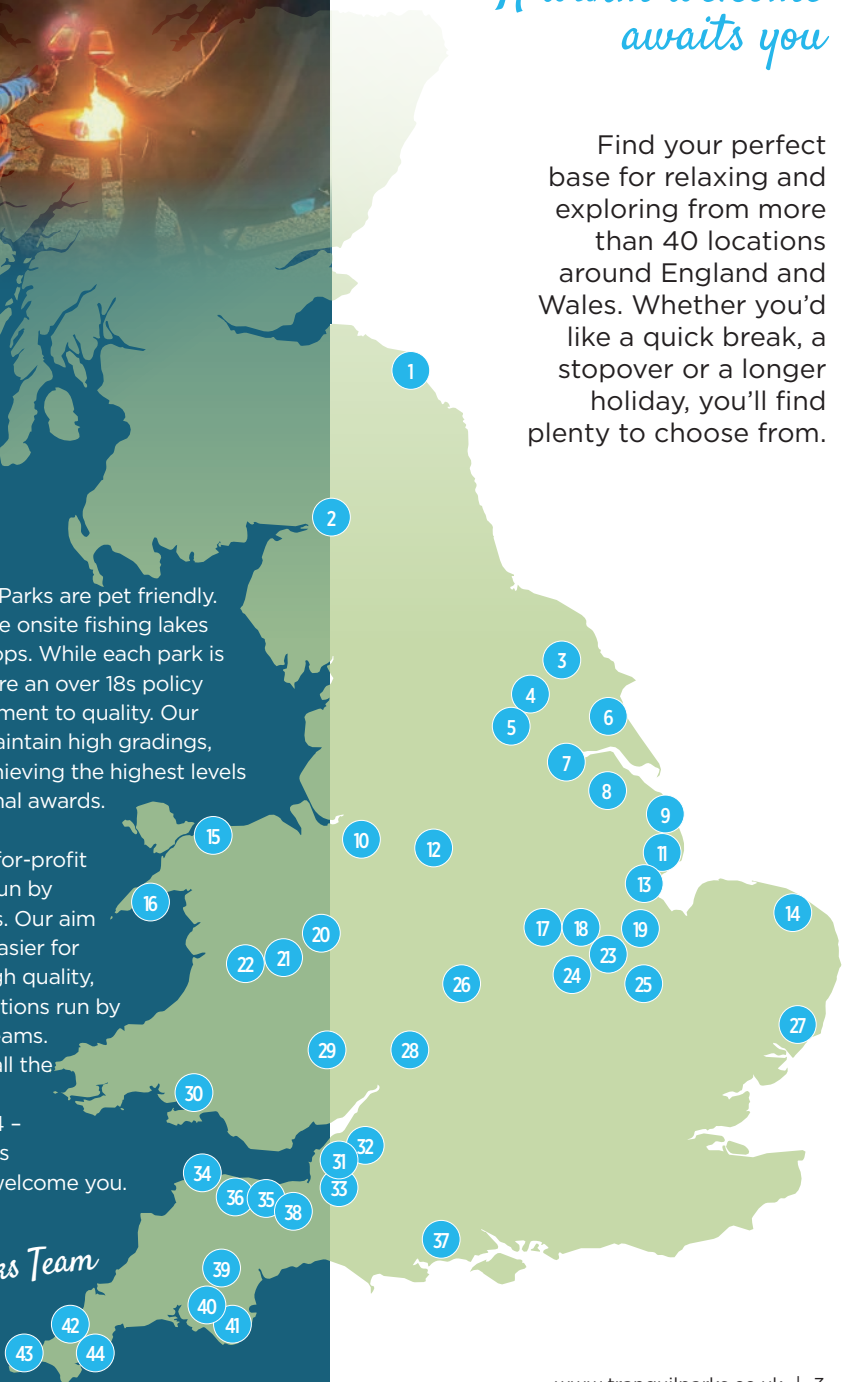 awaits you
Find your perfect
base for relaxing and
exploring from more
than 40 locations
around England and
Wales. Whether you'd
like a quick break, a
stopover or a longer
holiday, you'll find
plenty to choose from.
1
2
Parks are pet friendly.
e onsite fishing lakes
ops. While each park is
re an over 18s policy
ment to quality. Our
aintain high gradings,
hieving the highest levels
nal awards.
for-profit
un by
s. Our aim
asier for
gh quality,
tions run by
eams.
all the
4 –
s
welcome you.
ks Team
3
4
5
6
7
8
9
10
11
12
13
14
15
16
17
18
19
20
21
22
23
24
25
26
27
28
29
30
31
32
33
34
35
36
37
38
39
40
41
42
43
44